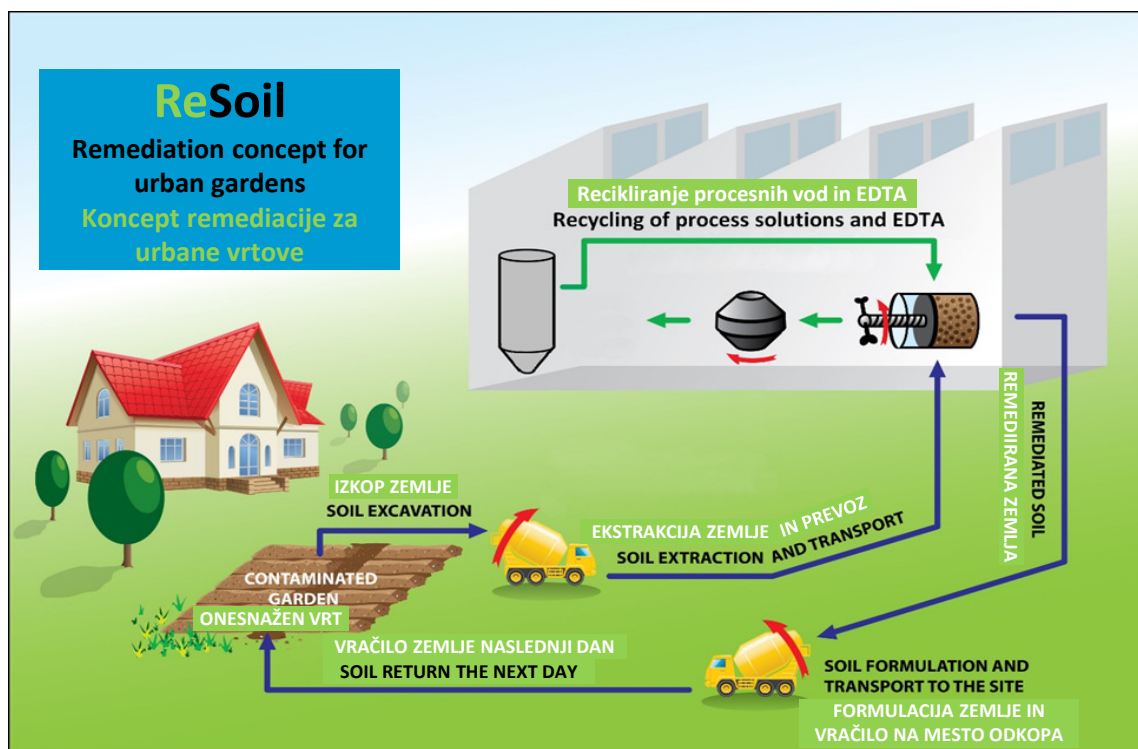 ReSoil
Remediation concept for
urban gardens
Koncept remediacije za
urbane vrtove
Recikliranje procesnih vod in EDTA
Recycling of process solutions and EDTA
REMEDIIRANA ZEMLJA
REMEDIATED SOIL
IZKOP ZEMLJE
SOIL EXCAVATION
EKSTRAKCIJA ZEMLJE IN PREVOZ
SOIL EXTRACTION AND TRANSPORT
CONTAMINATED
GARDEN
ONESNAŽEN VRT
VRAČILO ZEMLJE NASLEDNJI DAN
SOIL RETURN THE NEXT DAY
SOIL FORMULATION AND
TRANSPORT TO THE SITE
FORMULACIJA ZEMLJE IN
VRAČILO NA MESTO ODKOPA